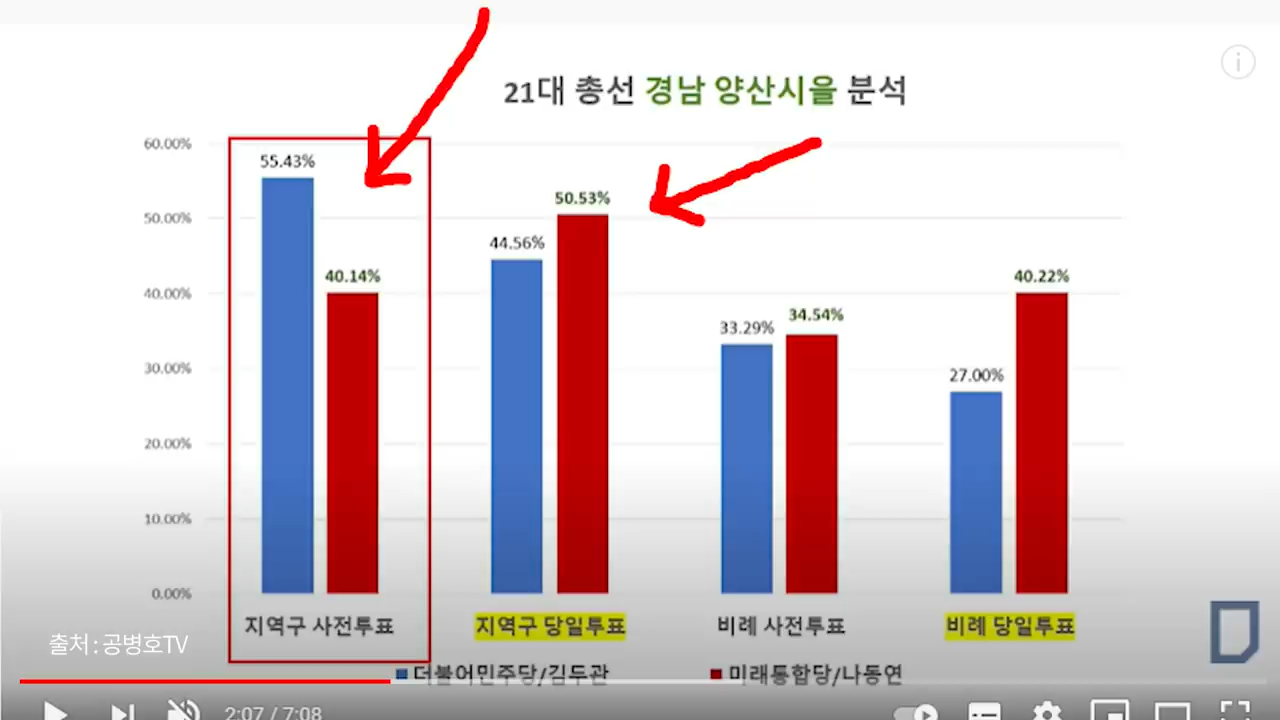 21대 총선 경남 양산시을 분석
60.00%
50.00%
40.00%
30.00%
20.00%
10.00%
0.00%
55.43%
40.14%
44.56%
50.53%
33.29%
34.54%
27.00%
40.22%
지역구 사전투표
지역구 당일투표
비례 사전투표
비례 당일투표
출처 : 공병호TV
더불어민주당/김두관
미래통합당/나동연
2:07 / 7:08